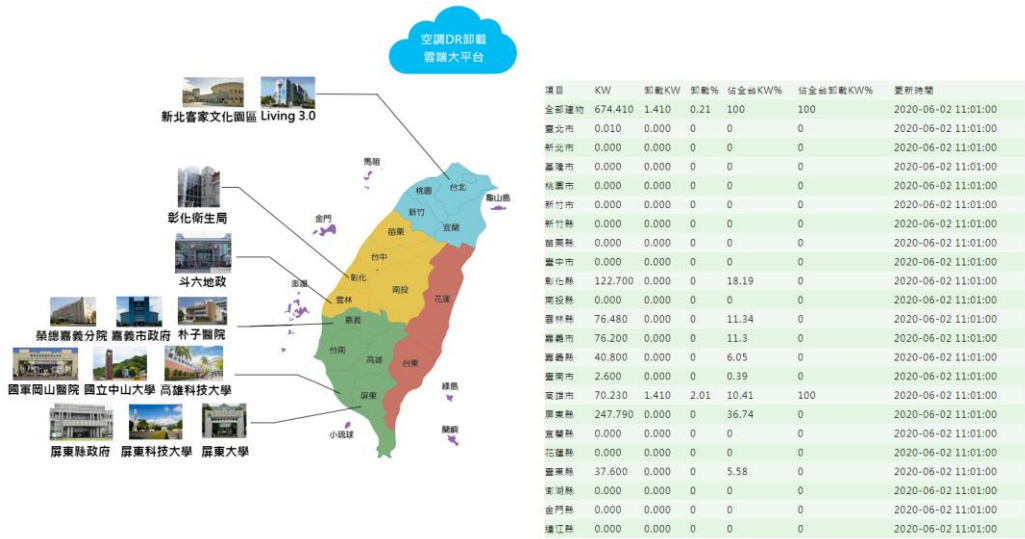 空調DR卸載
雲端大平台
新北客家文化園區 Living 3.0
彰化衛生局
斗六地政
榮總嘉義分院 嘉義市政府 朴子醫院
國軍岡山醫院 國立中山大學 高雄科技大學
屏東縣政府 屏東科技大學 屏東大學
馬祖
金門
澎湖
小琉球
龜山島
綠島
蘭嶼
桃園
台北
新竹
宜蘭
苗栗
台中
彰化
南投
雲林
花蓮
嘉義
台南
高雄
台東
屏東
項目 KW 卸載KW 卸載% 佔全台KW% 佔全台卸載KW% 更新時間
全部建物 674.410 1.410 0.21 100 100 2020-06-02 11:01:00
臺北市 0.010 0.000 0 0 0 2020-06-02 11:01:00
新北市 0.000 0.000 0 0 0 2020-06-02 11:01:00
基隆市 0.000 0.000 0 0 0 2020-06-02 11:01:00
桃園市 0.000 0.000 0 0 0 2020-06-02 11:01:00
新竹市 0.000 0.000 0 0 0 2020-06-02 11:01:00
新竹縣 0.000 0.000 0 0 0 2020-06-02 11:01:00
苗栗縣 0.000 0.000 0 0 0 2020-06-02 11:01:00
臺中市 0.000 0.000 0 0 0 2020-06-02 11:01:00
彰化縣 122.700 0.000 0 18.19 0 2020-06-02 11:01:00
南投縣 0.000 0.000 0 0 0 2020-06-02 11:01:00
雲林縣 76.480 0.000 0 11.34 0 2020-06-02 11:01:00
嘉義市 76.200 0.000 0 11.3 0 2020-06-02 11:01:00
嘉義縣 40.800 0.000 0 6.05 0 2020-06-02 11:01:00
臺南市 2.600 0.000 0 0.39 0 2020-06-02 11:01:00
高雄市 70.230 1.410 2.01 10.41 100 2020-06-02 11:01:00
屏東縣 247.790 0.000 0 36.74 0 2020-06-02 11:01:00
宜蘭縣 0.000 0.000 0 0 0 2020-06-02 11:01:00
花蓮縣 0.000 0.000 0 0 0 2020-06-02 11:01:00
臺東縣 37.600 0.000 0 5.58 0 2020-06-02 11:01:00
澎湖縣 0.000 0.000 0 0 0 2020-06-02 11:01:00
金門縣 0.000 0.000 0 0 0 2020-06-02 11:01:00
連江縣 0.000 0.000 0 0 0 2020-06-02 11:01:00